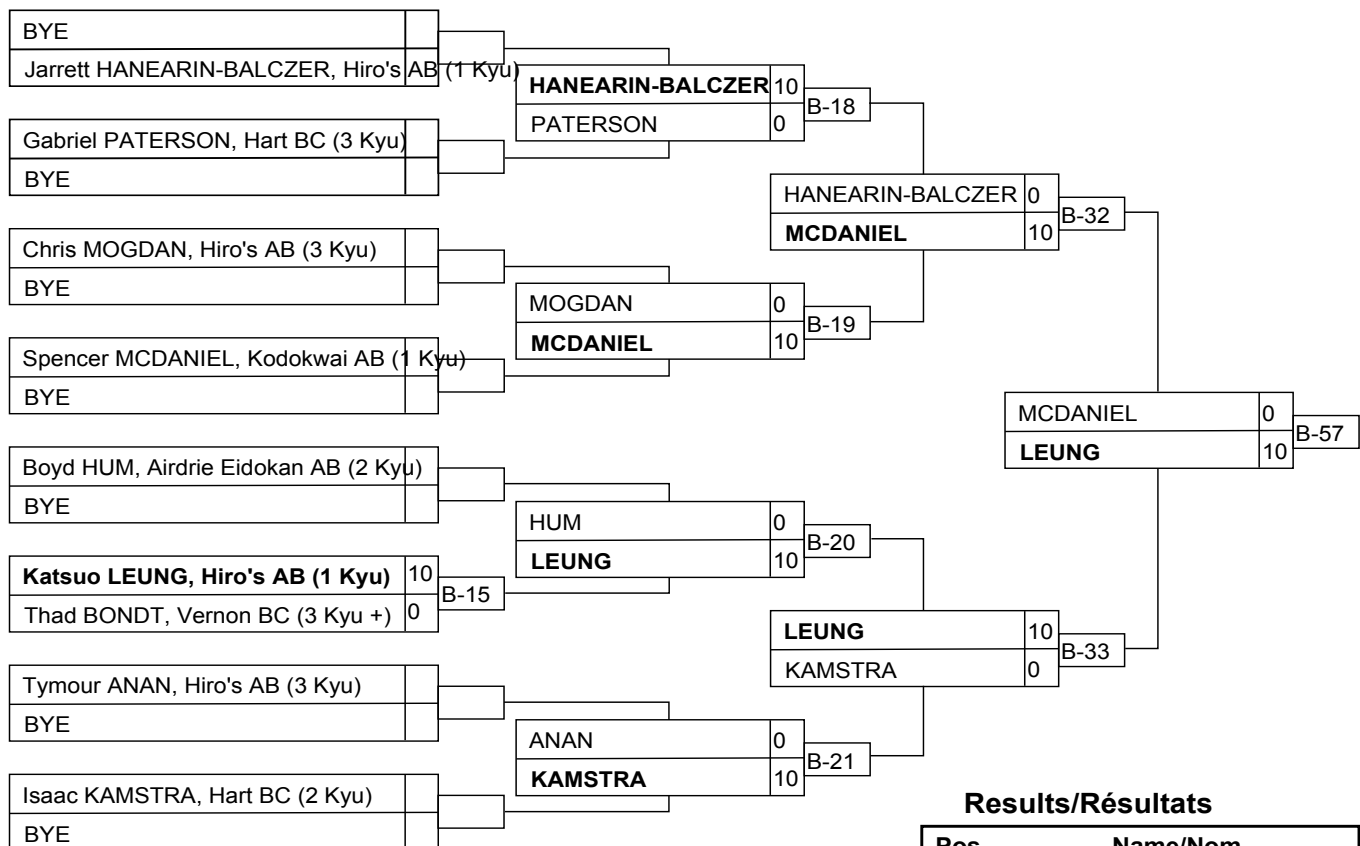 BYE
Jarrett HANEARIN-BALCZER, Hiro's AB (1 Kyu)
Gabriel PATERSON, Hart BC (3 Kyu)
BYE
Chris MOGDAN, Hiro's AB (3 Kyu)
BYE
Spencer MCDANIEL, Kodokwai AB (1 Kyu)
BYE
Boyd HUM, Airdrie Eidokan AB (2 Kyu)
BYE
Katsuo LEUNG, Hiro's AB (1 Kyu) 10
Thad BONDT, Vernon BC (3 Kyu +) 0
B-15
Tymour ANAN, Hiro's AB (3 Kyu)
BYE
Isaac KAMSTRA, Hart BC (2 Kyu)
BYE
HANEARIN-BALCZER 10
PATERSON 0
B-18
MOGDAN 0
MCDANIEL 10
B-19
HUM 0
LEUNG 10
B-20
ANAN 0
KAMSTRA 10
B-21
HANEARIN-BALCZER 0
MCDANIEL 10
B-32
LEUNG 10
KAMSTRA 0
B-33
MCDANIEL 0
LEUNG 10
B-57
Results/Résultats
Pos Name/Nom